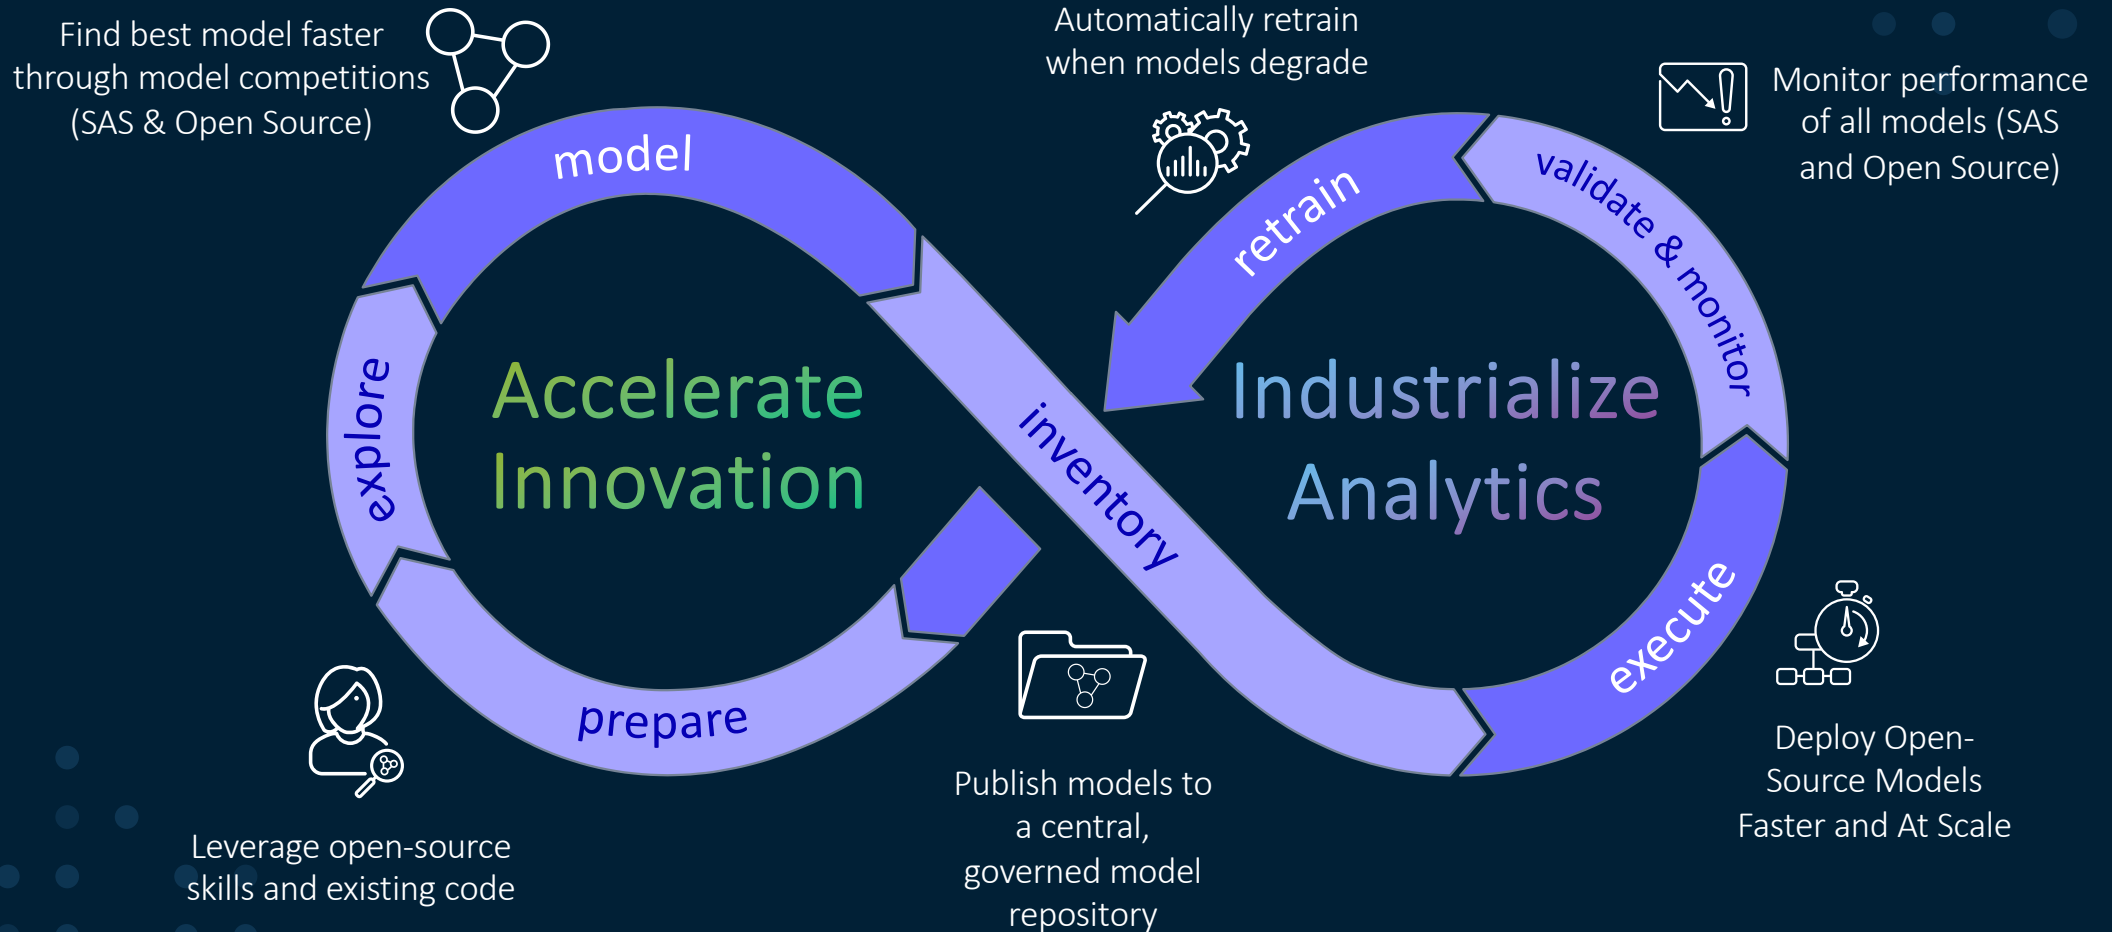 Find best model faster
through model competitions
(SAS & Open Source)
Automatically retrain
when models degrade
Monitor performance
of all models (SAS
and Open Source)
model
retrain
validate & monitor
explore
Accelerate
Innovation
inventory
Industrialize
Analytics
prepare
execute
Leverage open-source
skills and existing code
Publish models to
a central,
governed model
repository
Deploy Open-
Source Models
Faster and At Scale